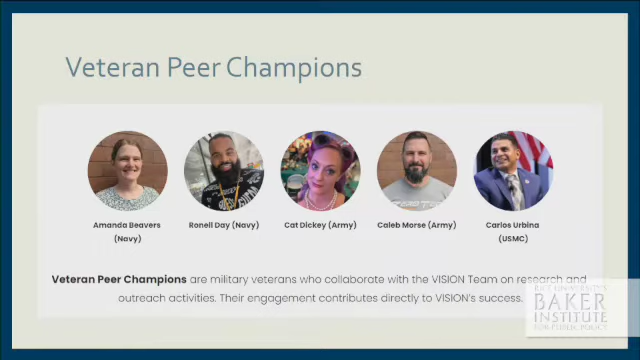 Veteran Peer Champions
Amanda Beavers
(Navy)
Ronell Day (Navy)
Cat Dickey (Army)
Caleb Morse (Army)
Carlos Urbina
(USMC)
Veteran Peer Champions are military veterans who collaborate with the VISION Team on research and
outreach activities. Their engagement contributes directly to VISION's success.
RICE UNIVERSITY'S
BAKER
INSTITUTE
FOR PUBLIC POLICY